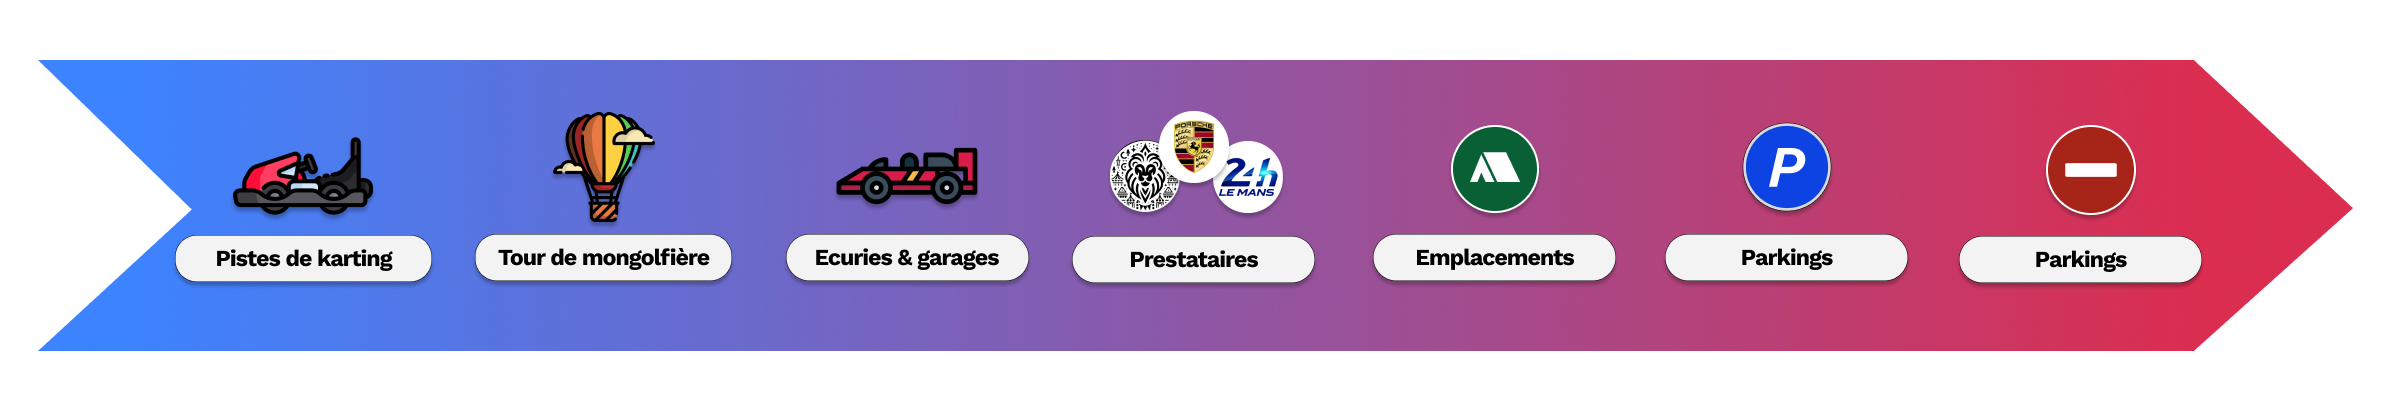 PORSCHE
24h
LE MANS
P
Pistes de karting
Tour de mongolfière
Ecuries & garages
Prestataires
Emplacements
Parkings
Parkings